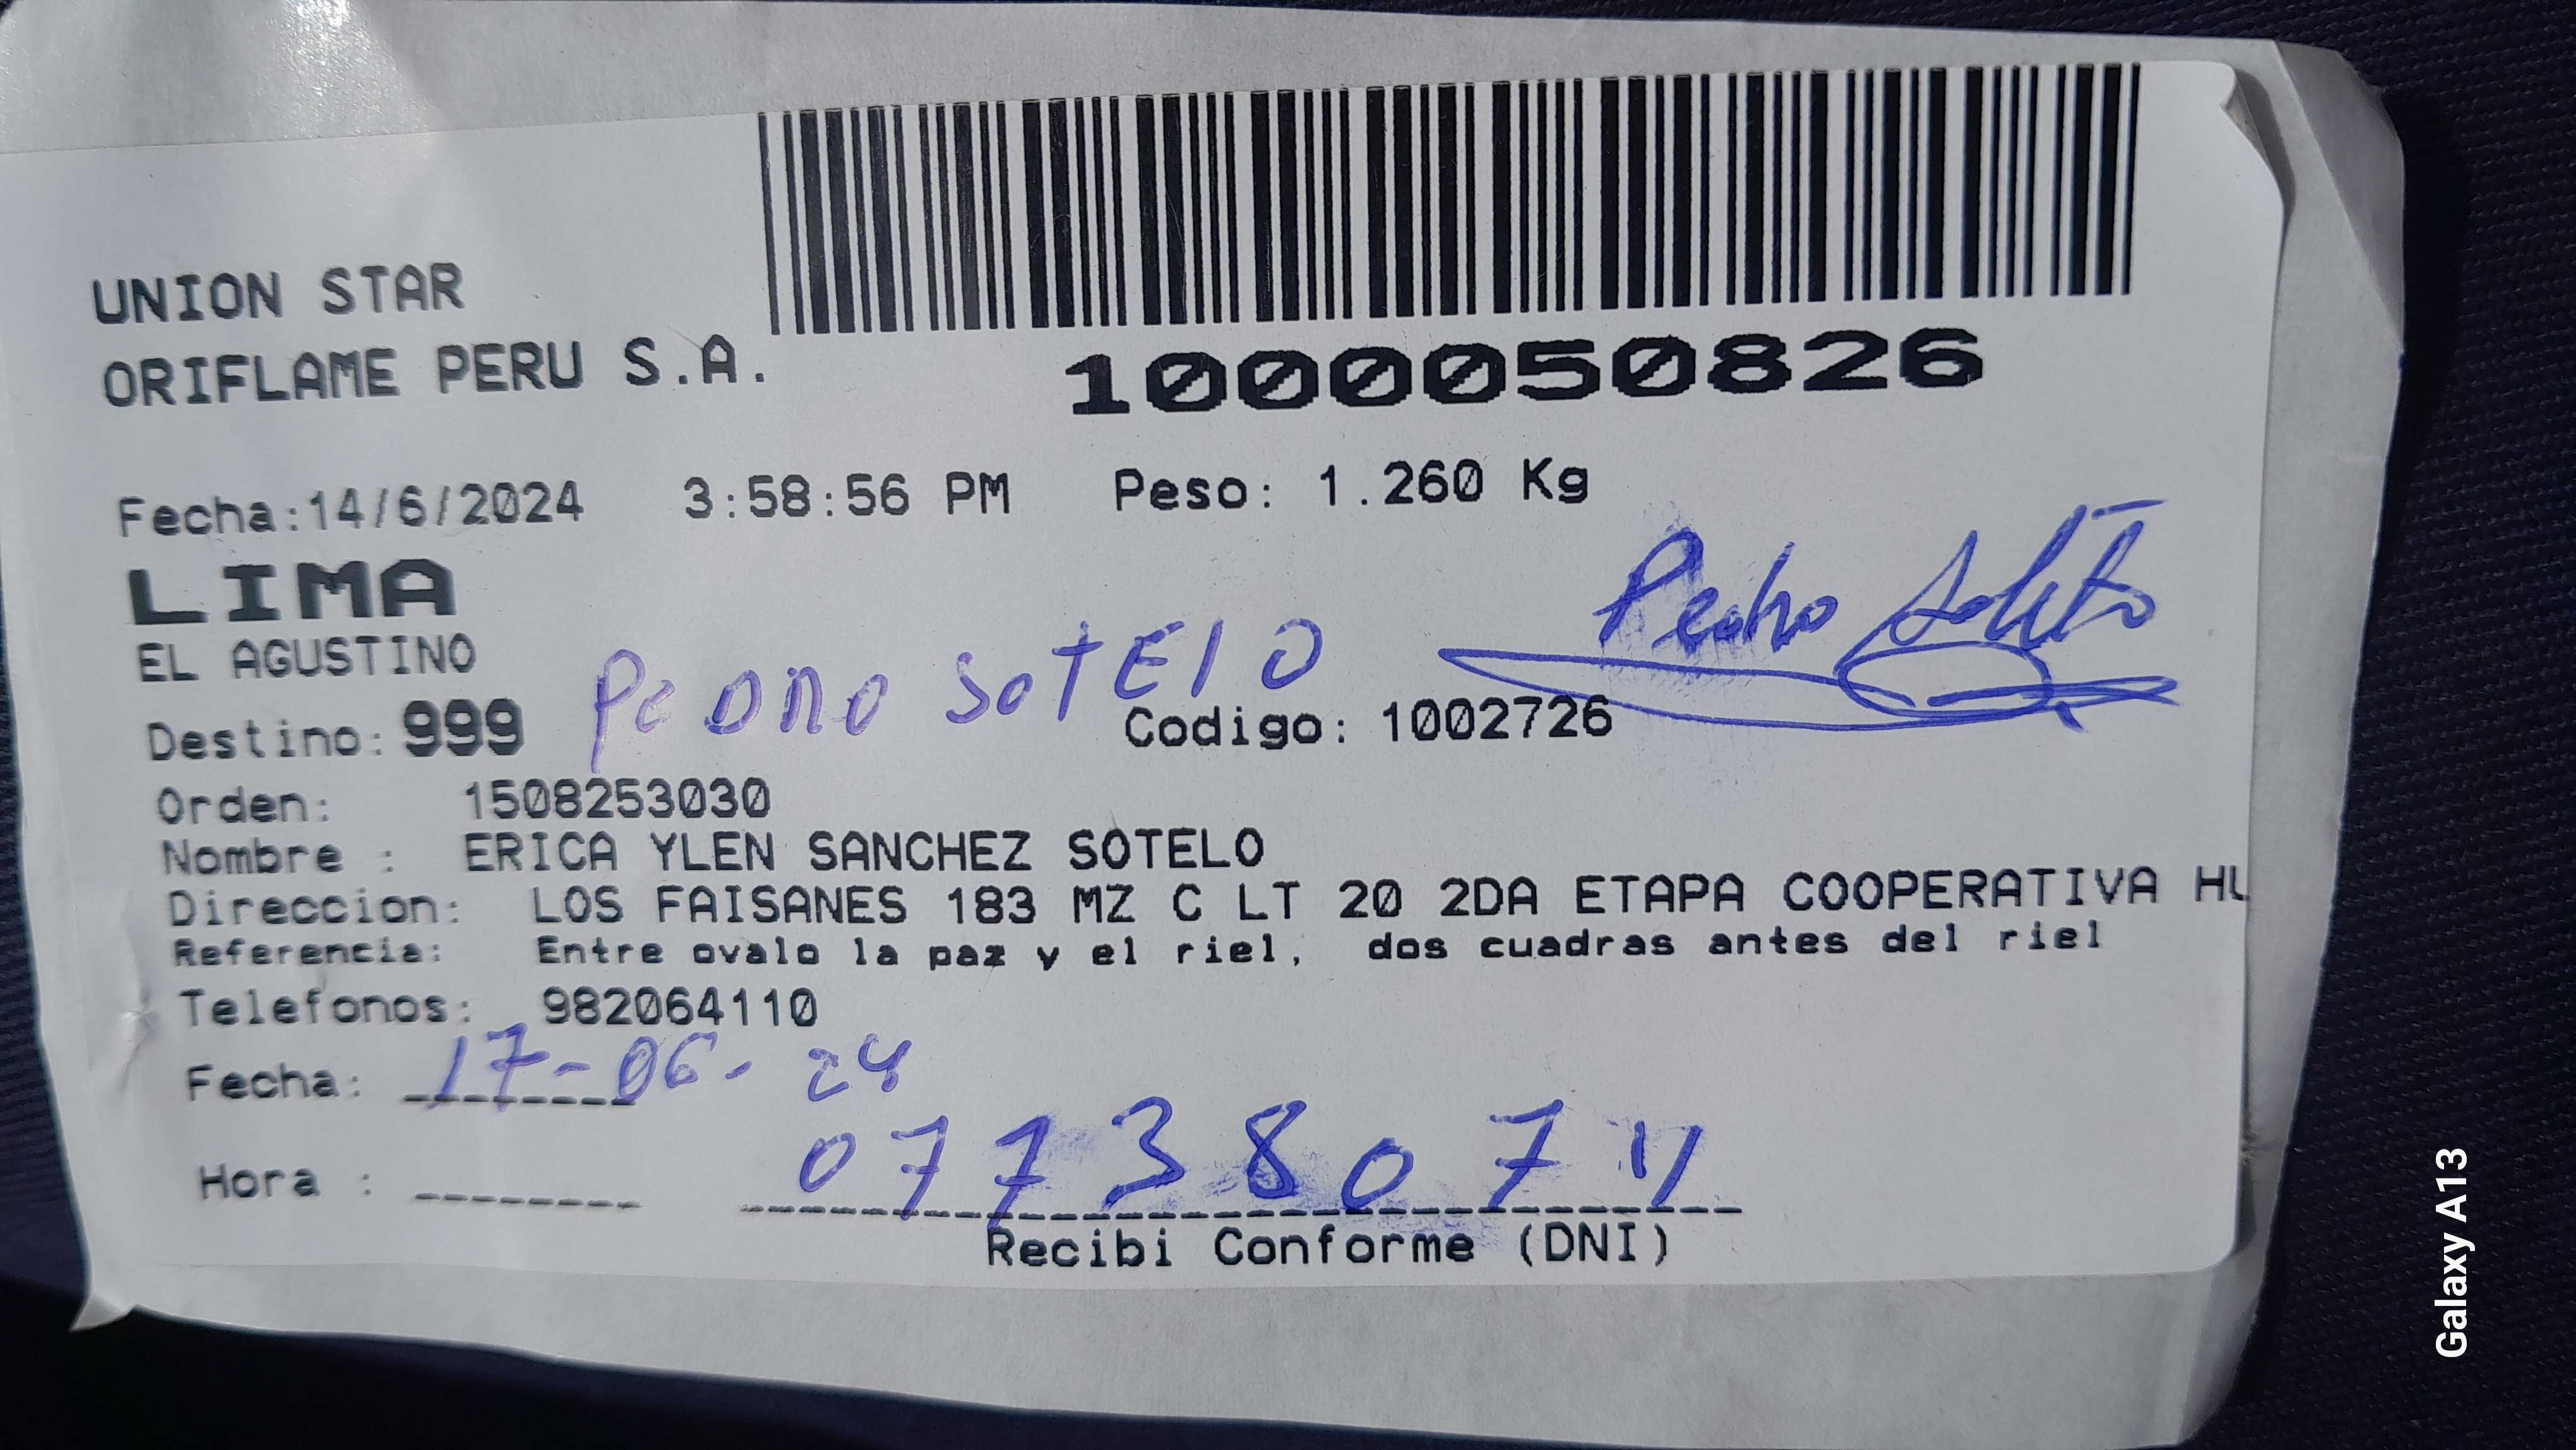 UNION STAR
ORIFLAME PERU S.A.
1000050826
Fecha:14/6/2024 3:58:56 PM Peso: 1.260 Kg
LIMA
EL AGUSTINO
Pedro Sotelo
PEDRO SOTELO
Destino: 999 Codigo: 1002726
Orden: 1508253030
Nombre : ERICA YLEN SANCHEZ SOTELO
Direccion: LOS FAISANES 183 MZ C LT 20 2DA ETAPA COOPERATIVA HU
Referencia: Entre ovalo la paz y el riel, dos cuadras antes del riel
Telefonos: 982064110
Fecha: 17-06-24
Hora :
Recibi Conforme (DNI)
Galaxy A13